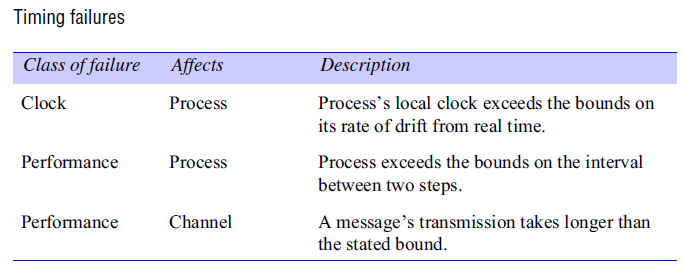 Timing failures
Class of failure Affects Description
Clock Process Process’s local clock exceeds the bounds on
its rate of drift from real time.
Performance Process Process exceeds the bounds on the interval
between two steps.
Performance Channel A message’s transmission takes longer than
the stated bound.